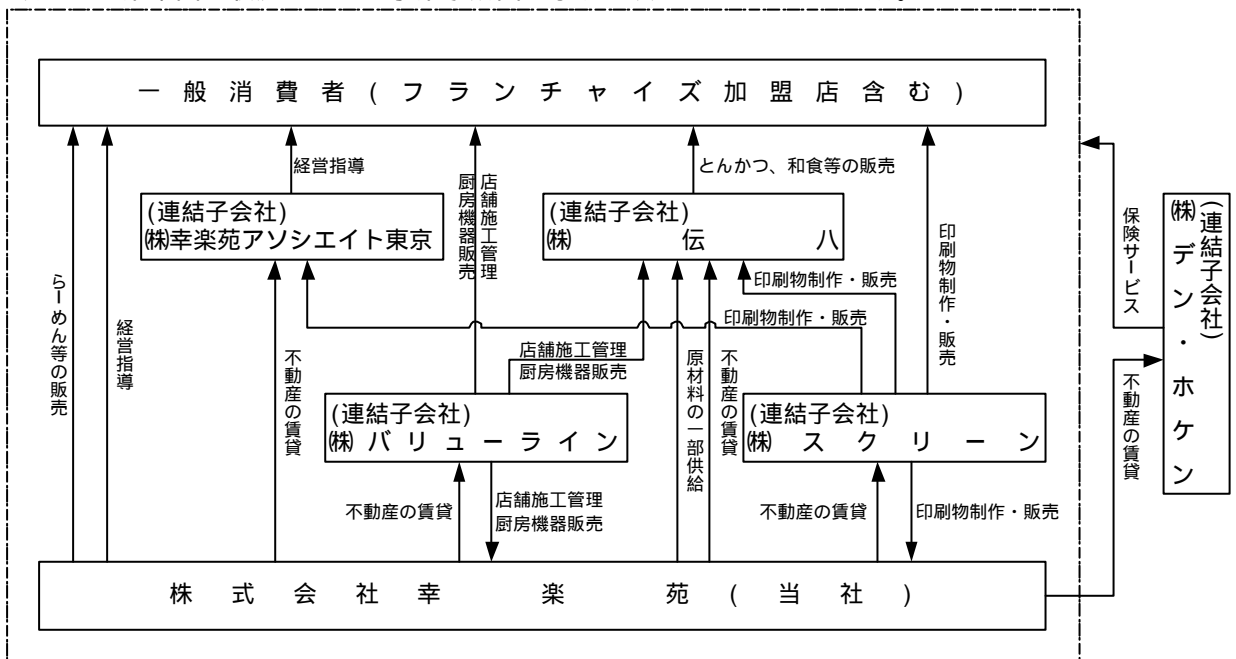 一般消費者(フランチャイズ加盟店含む)
経営指導
店舗施工管理
厨房機器販売
とんかつ、和食等の販売
(連結子会社)
㈱幸楽苑アソシエイト東京
(連結子会社)
㈱伝八
印刷物制作・販売
保険サービス
(連結子会社)
㈱デン・ホケン
らーめん等の販売
経営指導
不動産の賃貸
印刷物制作・販売
印刷物制作・販売
店舗施工管理
厨房機器販売
原材料の一部供給
不動産の賃貸
不動産の賃貸
(連結子会社)
㈱バリューライン
(連結子会社)
㈱スクリーン
不動産の賃貸
店舗施工管理
厨房機器販売
不動産の賃貸
印刷物制作・販売
株式会社幸楽苑(当社)